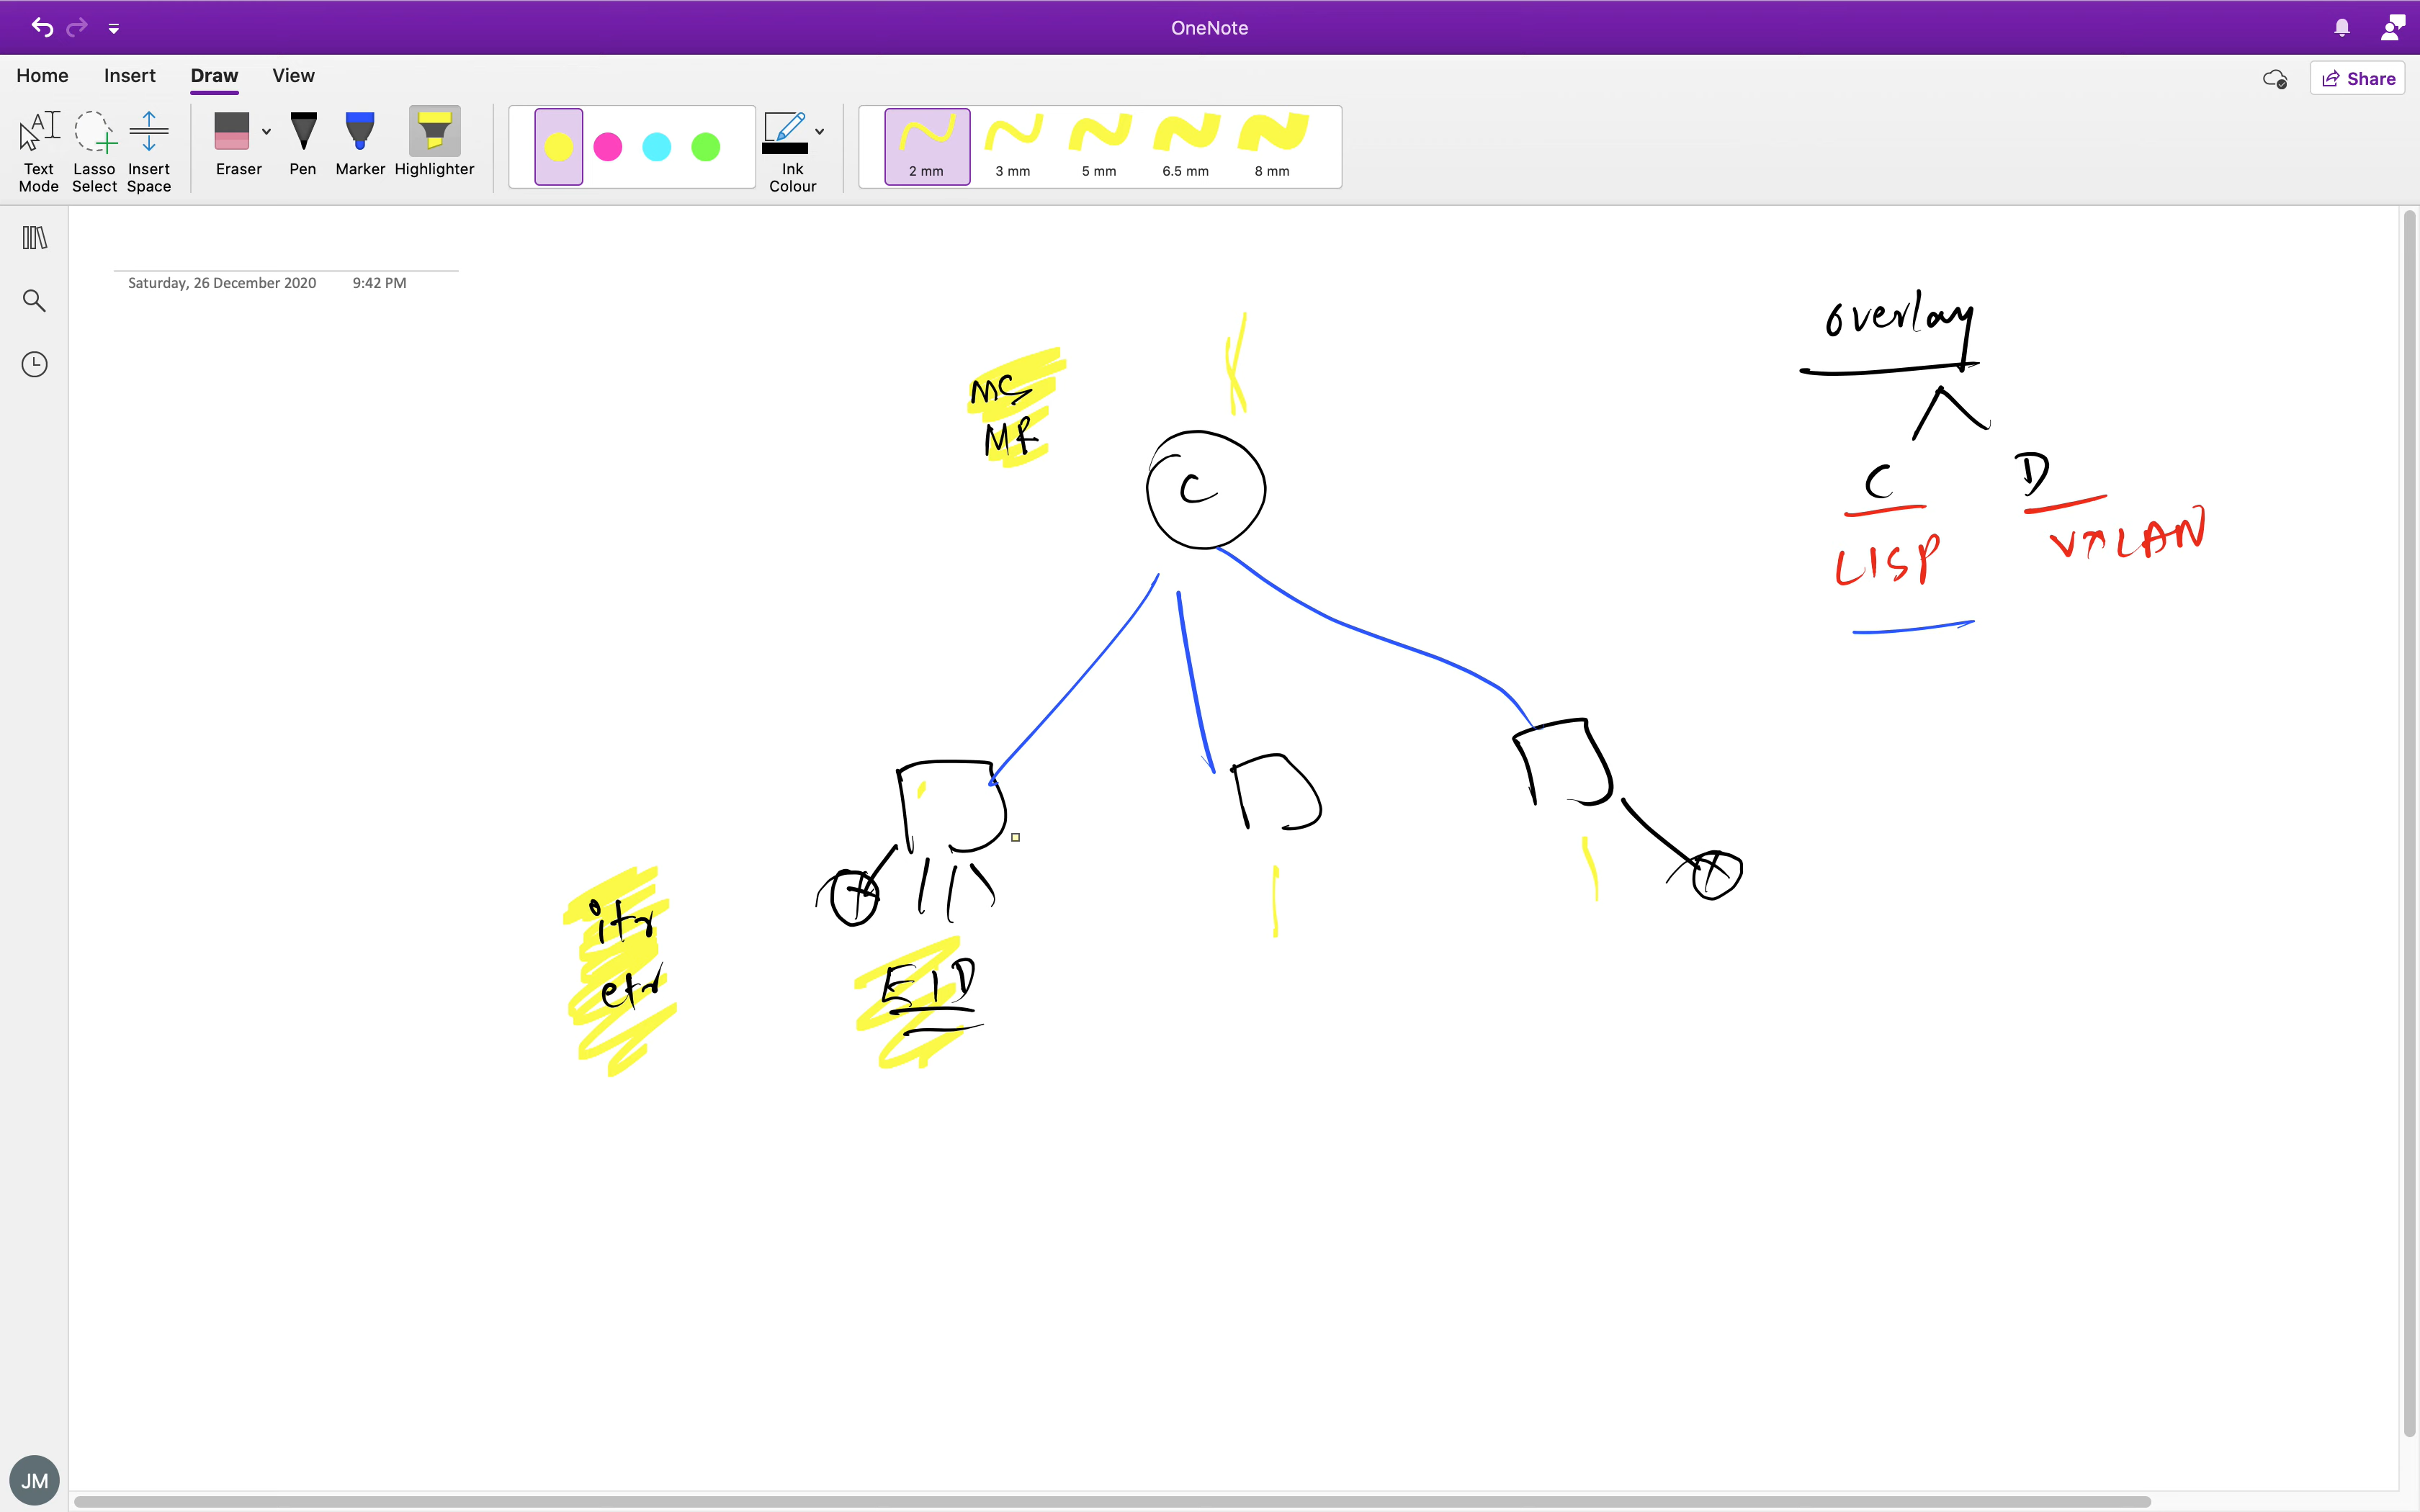 OneNote
Home Insert Draw View
Share
Text Mode
Lasso Select
Insert Space
Eraser
Pen
Marker
Highlighter
Ink Colour
2 mm
3 mm
5 mm
6.5 mm
8 mm
Saturday, 26 December 2020 9:42 PM
overlay
MS
C
C D
LISP VXLAN
itr
etr
EID
JM